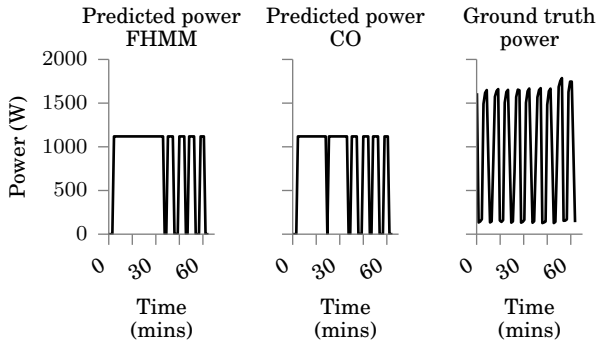 Predicted power
FHMM
Predicted power
CO
Ground truth
power
Power (W)
2000
1500
1000
500
0
0
30
60
0
30
60
0
30
60
Time
(mins)
Time
(mins)
Time
(mins)